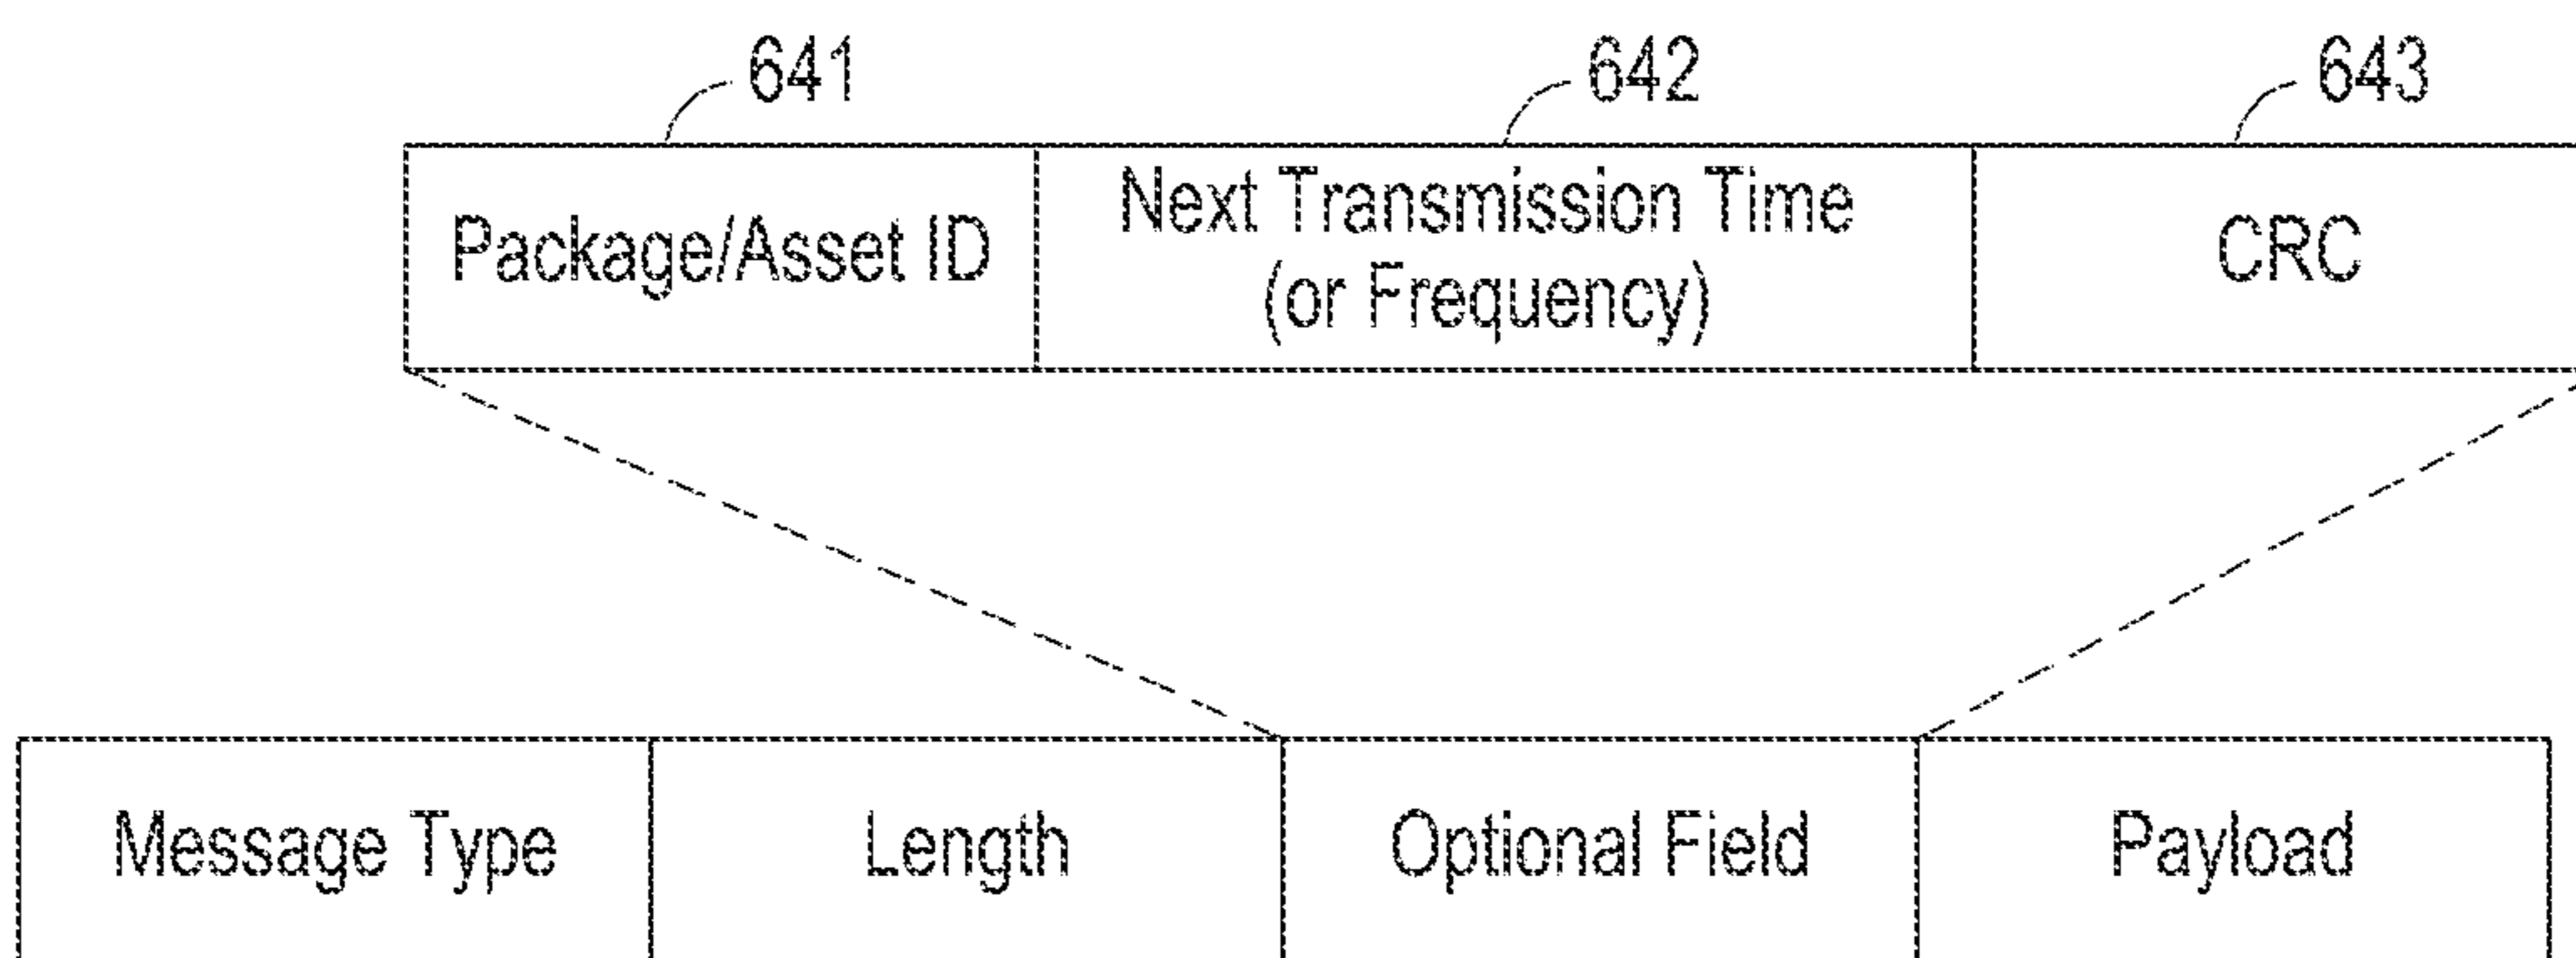 641 642 643
Package/Asset ID
Next Transmission Time
(or Frequency)
CRC
Message Type
Length
Optional Field
Payload